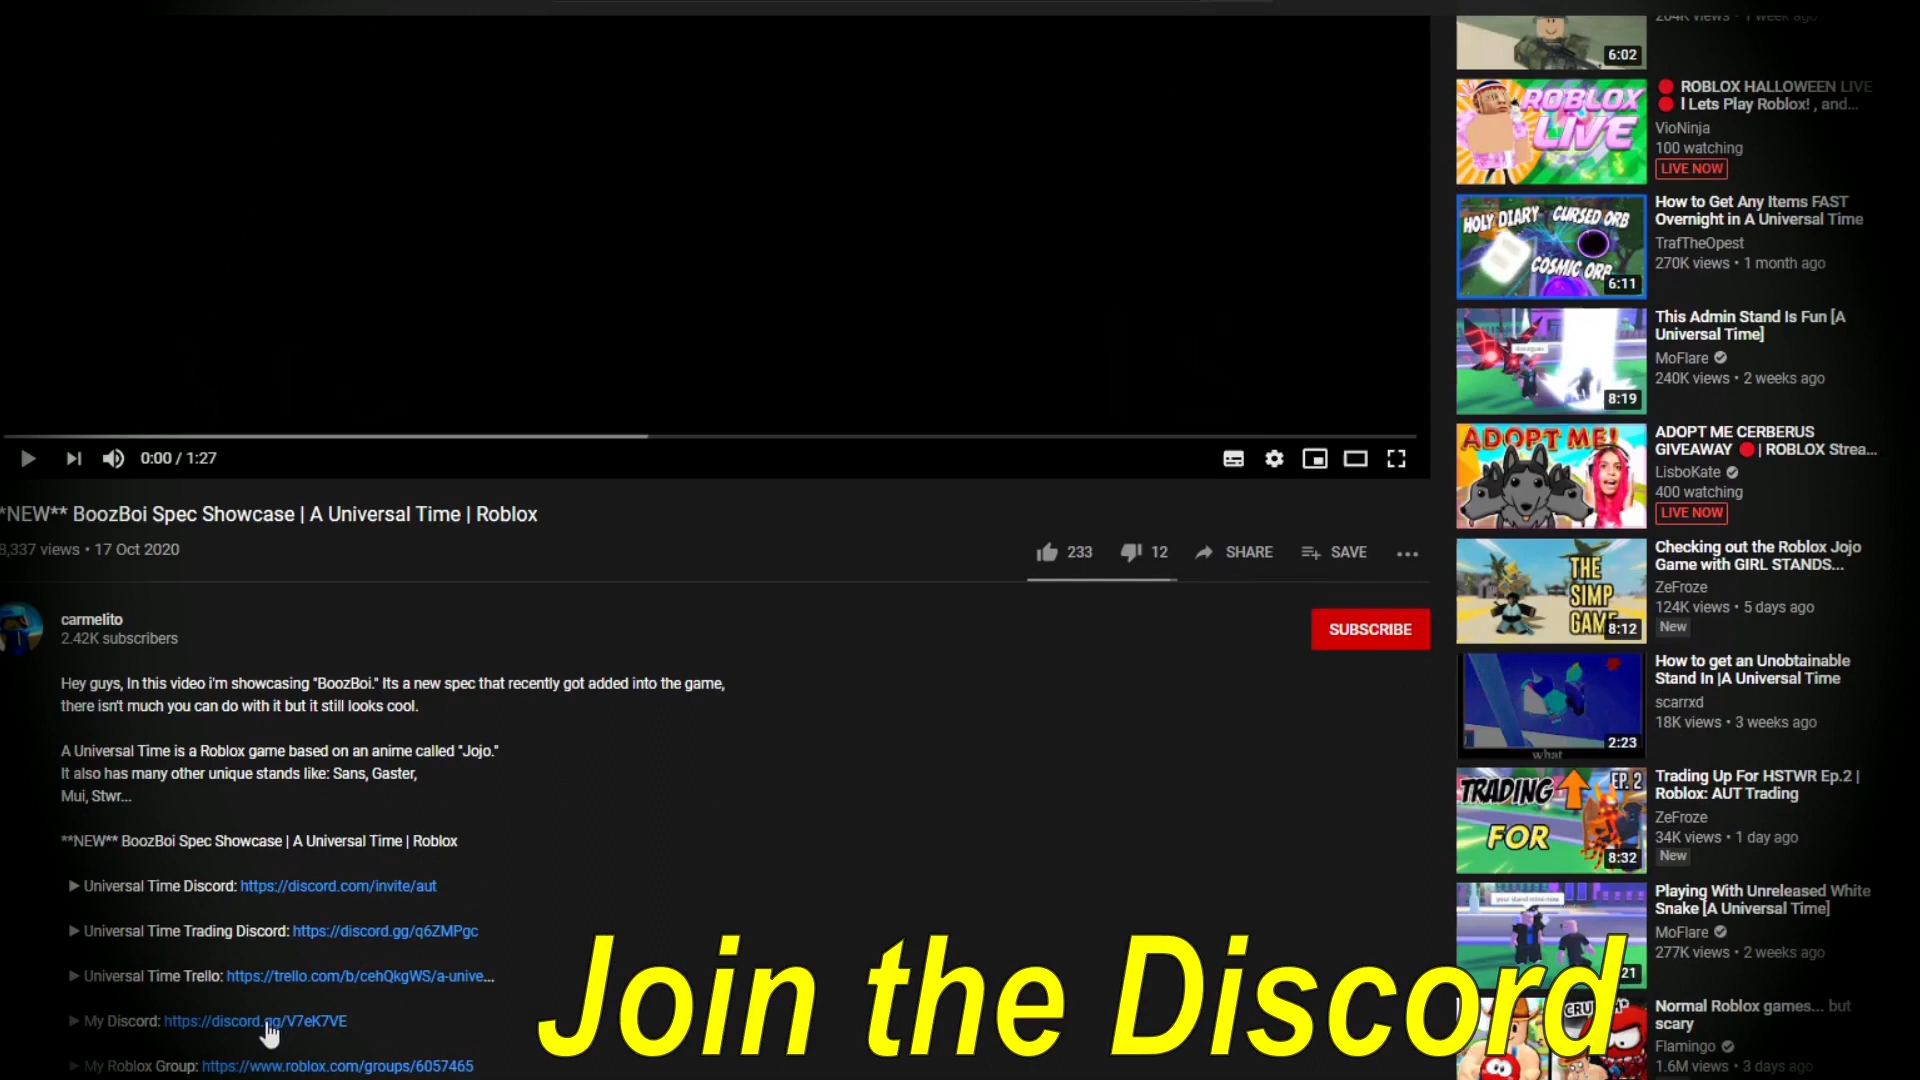 0:00 / 1:27
*NEW** BoozBoi Spec Showcase | A Universal Time | Roblox
8,337 views • 17 Oct 2020
233
12
SHARE
SAVE
carmelito
2.42K subscribers
SUBSCRIBE
Hey guys, In this video i'm showcasing "BoozBoi." Its a new spec that recently got added into the game,
there isn't much you can do with it but it still looks cool.
A Universal Time is a Roblox game based on an anime called "Jojo."
It also has many other unique stands like: Sans, Gaster,
Mui, Stwr...
**NEW** BoozBoi Spec Showcase | A Universal Time | Roblox
▶ Universal Time Discord: https://discord.com/invite/aut
▶ Universal Time Trading Discord: https://discord.gg/q6ZMPgc
▶ Universal Time Trello: https://trello.com/b/cehQkgWS/a-unive...
▶ My Discord: https://discord.gg/V7eK7VE
▶ My Roblox Group: https://www.roblox.com/groups/6057465
Join the Discord
204K views • 1 week ago
6:02
ROBLOX LIVE
ROBLOX HALLOWEEN LIVE
l Lets Play Roblox! , and...
VioNinja
100 watching
LIVE NOW
HOLY DIARY CURSED ORB
COSMIC ORB
6:11
How to Get Any Items FAST
Overnight in A Universal Time
TrafTheOpest
270K views • 1 month ago
8:19
This Admin Stand Is Fun [A
Universal Time]
MoFlare
240K views • 2 weeks ago
ADOPT ME!
ADOPT ME CERBERUS
GIVEAWAY | ROBLOX Strea...
LisboKate
400 watching
LIVE NOW
THE
SIMP
GAME
8:12
Checking out the Roblox Jojo
Game with GIRL STANDS...
ZeFroze
124K views • 5 days ago
New
what
2:23
How to get an Unobtainable
Stand In |A Universal Time
scarrxd
18K views • 3 weeks ago
TRADING EP. 2
FOR
8:32
Trading Up For HSTWR Ep.2 |
Roblox: AUT Trading
ZeFroze
34K views • 1 day ago
New
21
Playing With Unreleased White
Snake [A Universal Time]
MoFlare
277K views • 2 weeks ago
Normal Roblox games... but
scary
Flamingo
1.6M views • 3 days ago